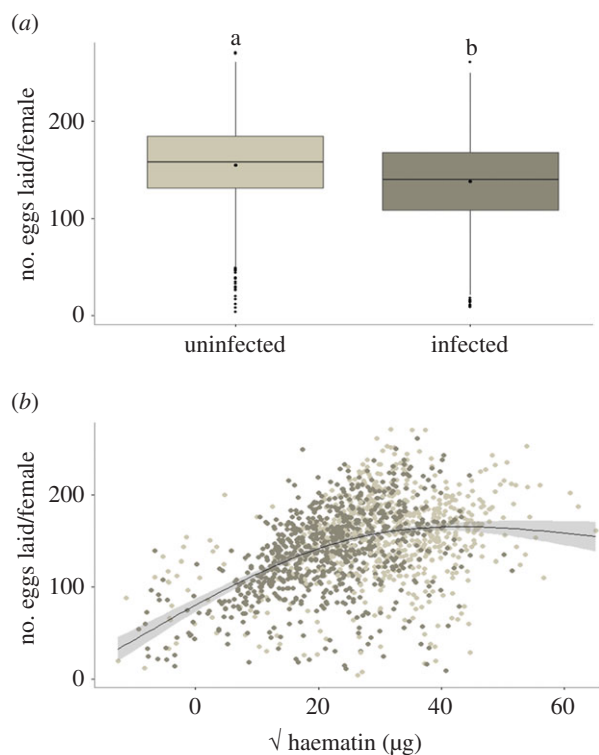 (a)
a
b
no. eggs laid/female
200
100
0
uninfected
infected
(b)
no. eggs laid/female
200
100
0
0
20
40
60
√ haematin (µg)